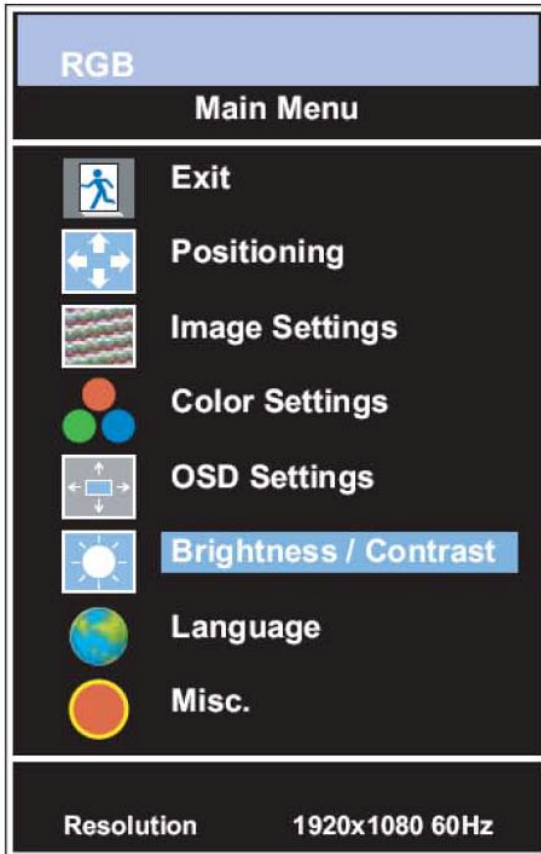 RGB
Main Menu
Exit
Positioning
Image Settings
Color Settings
OSD Settings
Brightness / Contrast
Language
Misc.
Resolution 1920x1080 60Hz